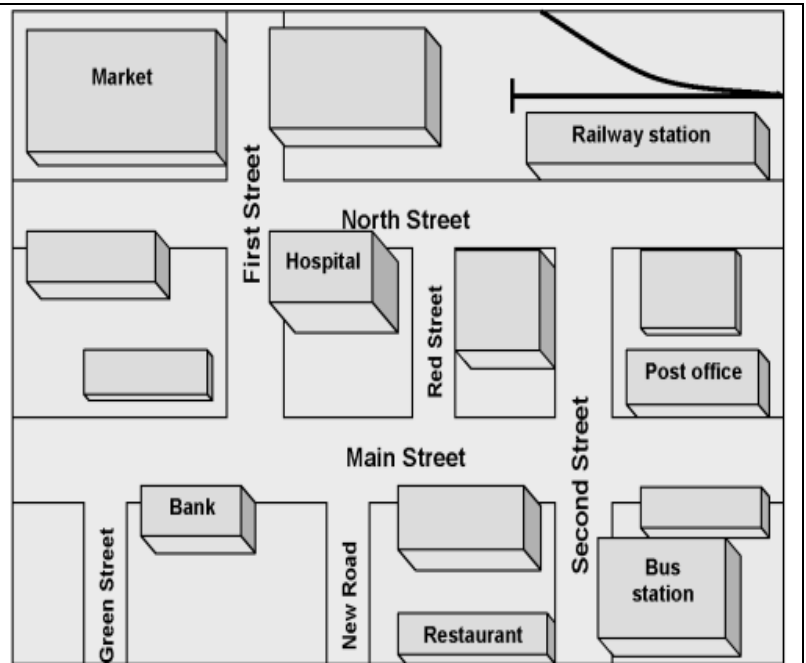 Market
Railway station
First Street
North Street
Hospital
Red Street
Post office
Main Street
Second Street
Bank
Green Street
New Road
Bus
station
Restaurant